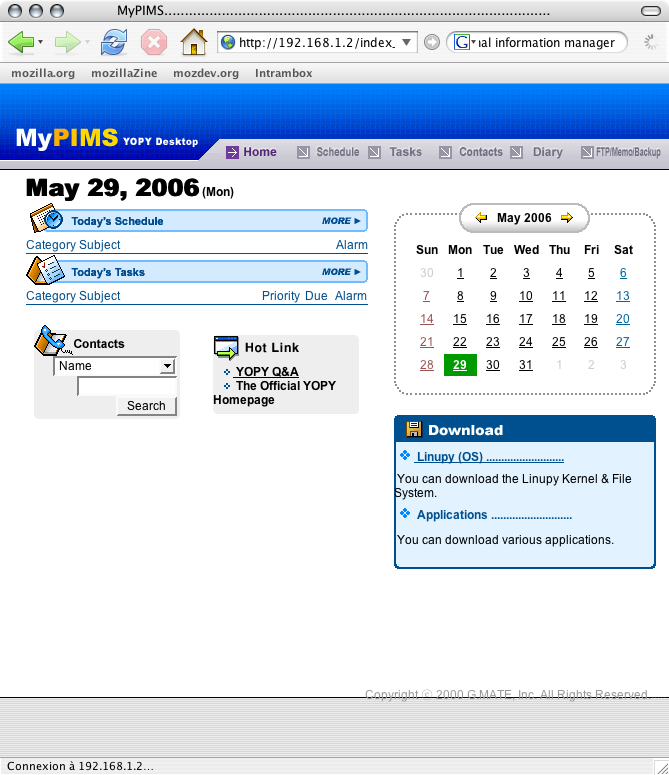 MyPIMS................................................................................................
http://192.168.1.2/index_
G
ıal information manager
mozilla.org mozillaZine mozdev.org Intrambox
MyPIMS YOPY Desktop
Home Schedule Tasks Contacts Diary FTP/Memo/Backup
May 29, 2006 (Mon)
Today's Schedule MORE ►
Category Subject Alarm
Today's Tasks MORE ►
Category Subject Priority Due Alarm
Contacts
Name
Search
Hot Link
YOPY Q&A
The Official YOPY
Homepage
May 2006
Sun Mon Tue Wed Thu Fri Sat
30 1 2 3 4 5 6
7 8 9 10 11 12 13
14 15 16 17 18 19 20
21 22 23 24 25 26 27
28 29 30 31 1 2 3
Download
Linupy (OS) ..........................
You can download the Linupy Kernel & File
System.
Applications ...........................
You can download various applications.
Copyright ⓒ 2000 G.MATE, Inc. All Rights Reserved.
Connexion à 192.168.1.2...